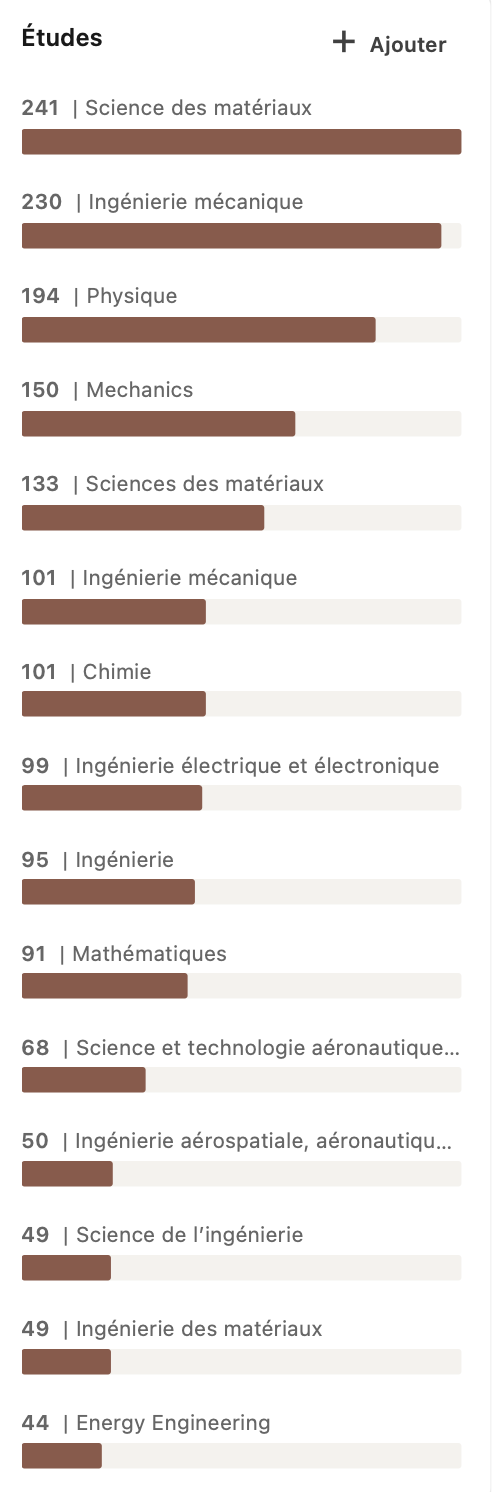 Études
+ Ajouter
241 | Science des matériaux
230 | Ingénierie mécanique
194 | Physique
150 | Mechanics
133 | Sciences des matériaux
101 | Ingénierie mécanique
101 | Chimie
99 | Ingénierie électrique et électronique
95 | Ingénierie
91 | Mathématiques
68 | Science et technologie aéronautique...
50 | Ingénierie aérospatiale, aéronautiqu...
49 | Science de l’ingénierie
49 | Ingénierie des matériaux
44 | Energy Engineering